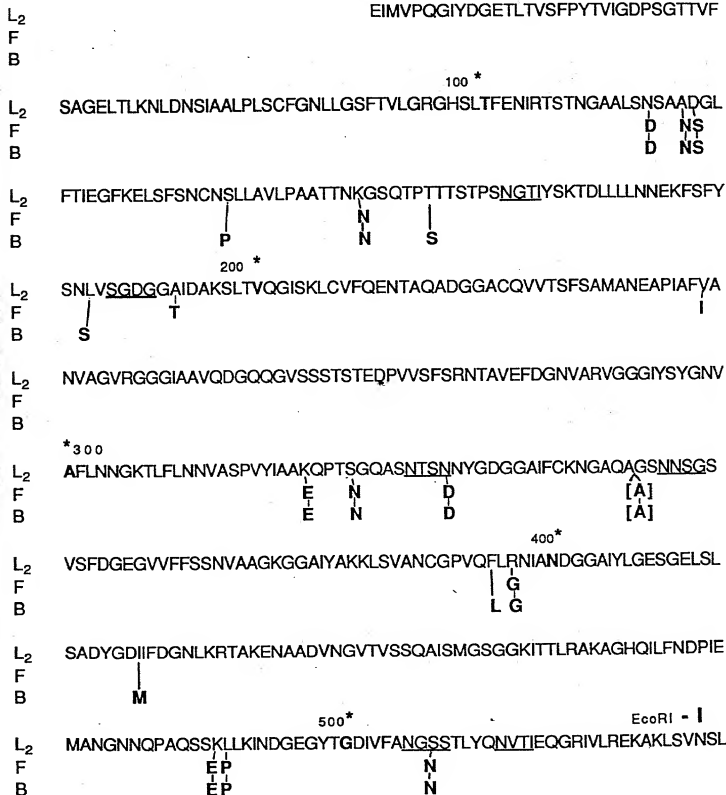 L2 EIMVPQGIYDGETLTVSFPYTVIGDPSGTTVF
F
B
100 *
L2 SAGELTLKNLDNSIAALPLSCFGNLLGSFTVLGRGHSLTFENIRTSTNGAALSNSAADGL
F D NS
B D NS
L2 FTIEGFKELSFSNCNSLLAVLPAATTNKGSQTPTTTSTPSNGTIYSKTDLLLLNNEKFSFY
F N
B P N S
200 *
L2 SNLVSGDGGAIDAKSLTVQGISKLCVFQENTAQADGGACQVVTSFSAMANEAPIAFVA
F T I
B S
L2 NVAGVRGGGIAAVQDGQQGVSSSTSTEDPVVSFSRNTAVEFDGNVARVGGGIYSYGNV
F
B
*300
L2 AFLNNGKTLFLNNVASPVYIAAKQPTSGQASNTSNNYGDGGAIFCKNGAQAGSNNSGS
F E N D [A]
B E N D [A]
400*
L2 VSFDGEGVVFFSSNVAAGKGGAIYAKKLSVANCGPVQFLRNIANDGGAIYLGESGELSL
F G
B L G
L2 SADYGDIIFDGNLKRTAKENAADVNGVTVSSQAISMGSGGKITTLRAKAGHQILFNDPIE
F
B M
500* EcoRI - I
L2 MANGNNQPAQSSKLLKINDGEGYTGDIVFANGSSTLYQNVTIEQGRIVLREKAKLSVNSL
F EP N
B EP N